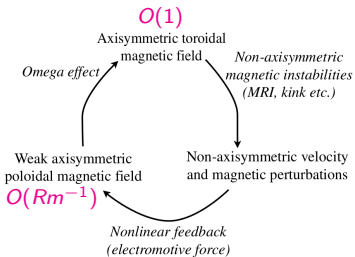 O(1)
Axisymmetric toroidal
magnetic field
Omega effect
Non-axisymmetric
magnetic instabilities
(MRI, kink etc.)
Weak axisymmetric
poloidal magnetic field
O(Rm⁻¹)
Non-axisymmetric velocity
and magnetic perturbations
Nonlinear feedback
(electromotive force)